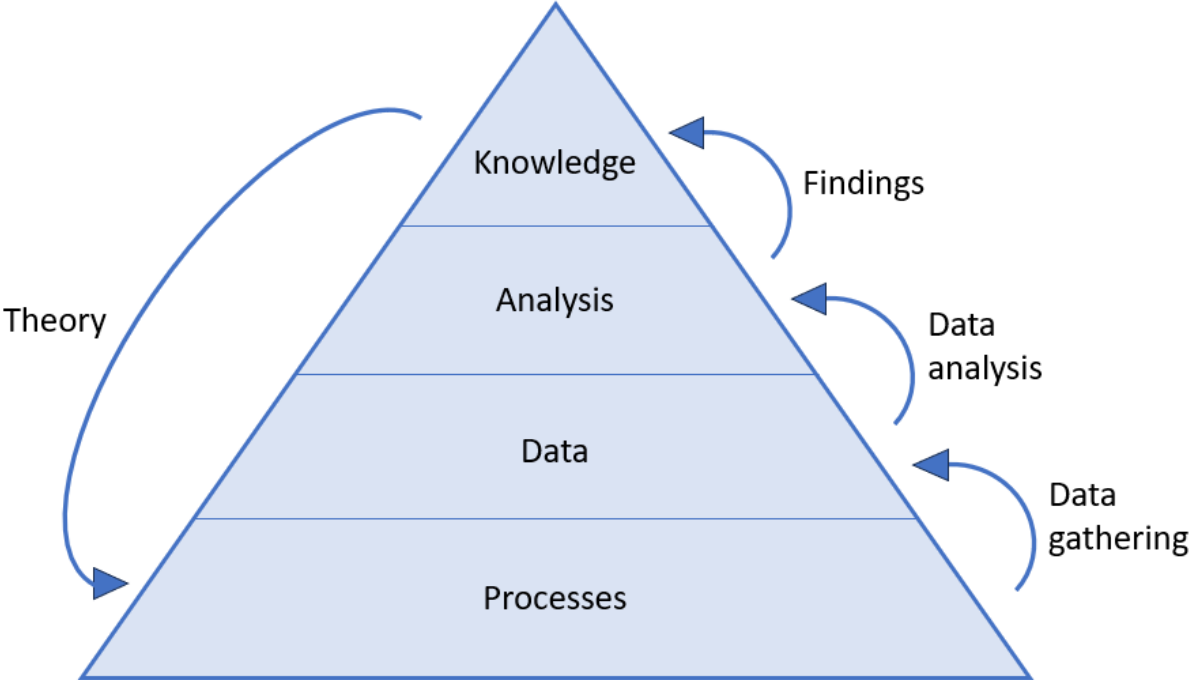 Knowledge
Findings
Analysis
Theory
Data
analysis
Data
Data
gathering
Processes